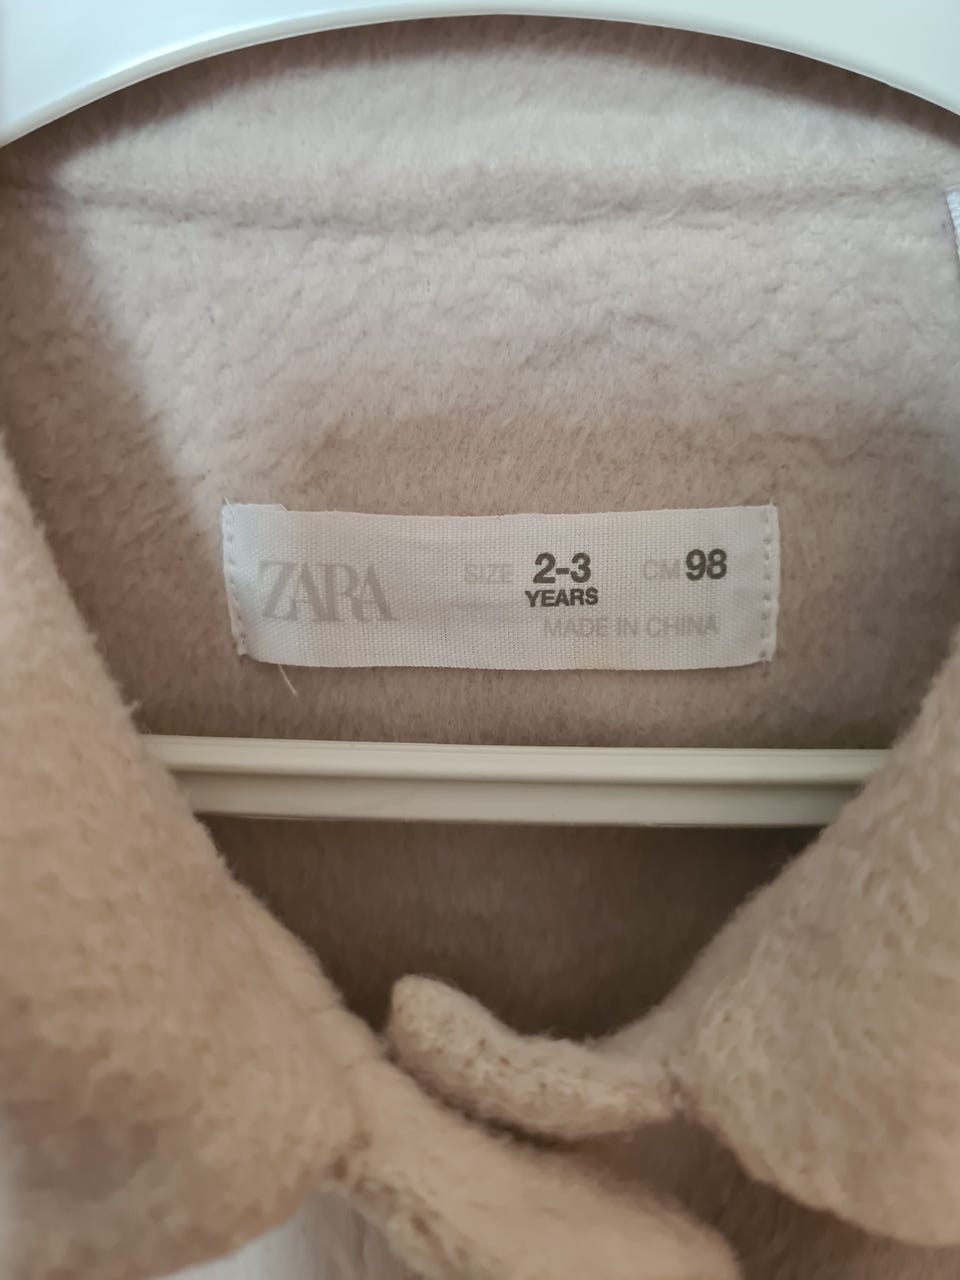 ZARA
SIZE 2-3 YEARS
CM 98
MADE IN CHINA